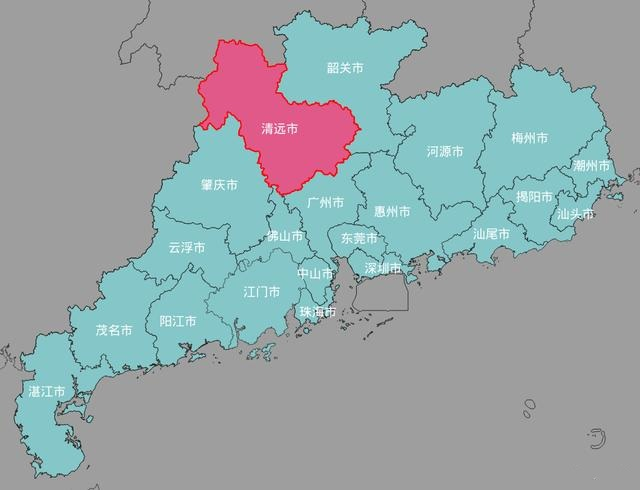 韶关市
清远市
梅州市
河源市
潮州市
肇庆市
揭阳市
广州市
惠州市
汕头市
汕尾市
佛山市
东莞市
云浮市
深圳市
中山市
江门市
珠海市
阳江市
茂名市
湛江市